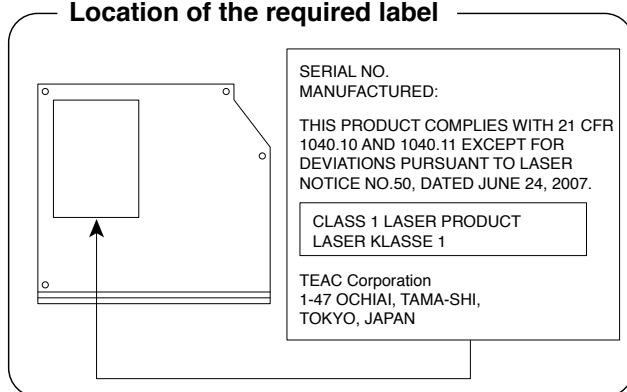 Location of the required label
SERIAL NO.
MANUFACTURED:
THIS PRODUCT COMPLIES WITH 21 CFR
1040.10 AND 1040.11 EXCEPT FOR
DEVIATIONS PURSUANT TO LASER
NOTICE NO.50, DATED JUNE 24, 2007.
CLASS 1 LASER PRODUCT
LASER KLASSE 1
TEAC Corporation
1-47 OCHIAI, TAMA-SHI,
TOKYO, JAPAN